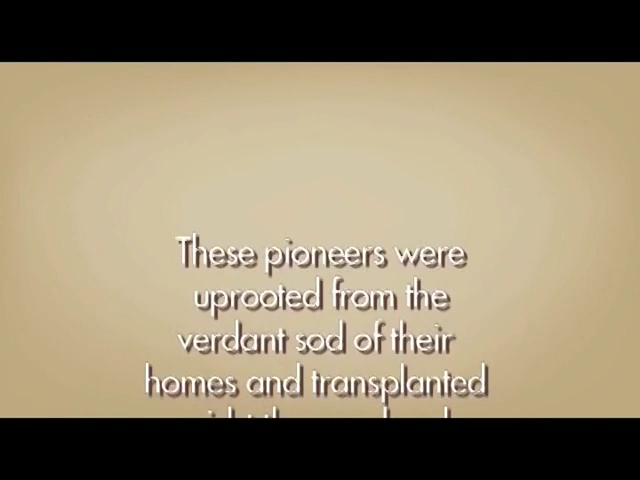 These pioneers were
uprooted from the
verdant sod of their
homes and transplanted